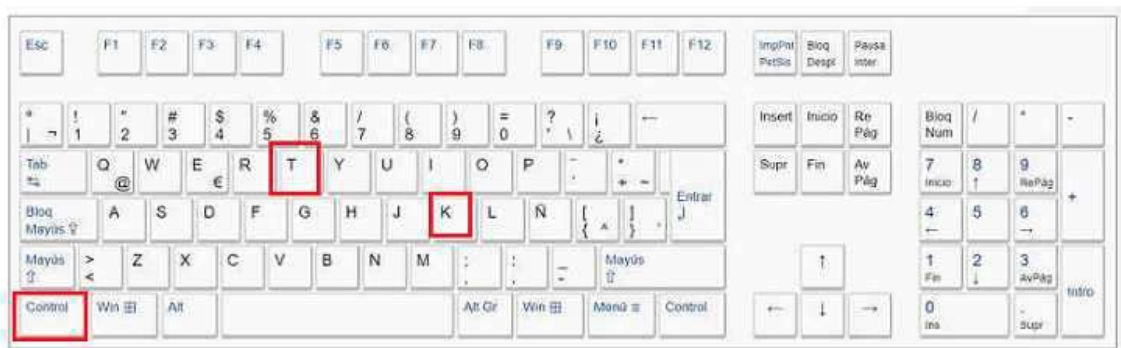 Esc F1 F2 F3 F4 F5 F6 F7 F8 F9 F10 F11 F12 ImpPnt Bloq Pausa
PetSis Despl Inter
° ! " # $ % & / ( ) = ? ¡ ← Insert Inicio Re Bloq / * -
| ¬ 1 2 3 4 5 6 7 8 9 0 ' \ ¿ Pág Num
Tab Q W E R T Y U I O P ¨ * Supr Fin Av 7 8 9
↹ @ € ´ + ~ Entrar Pág Inicio ↑ RePág +
Bloq A S D F G H J K L Ñ [ ] ┘ 4 5 6
Mayús ⇧ { ^ } ` ← →
Mayús > Z X C V B N M ; : _ Mayús ↑ 1 2 3
⇧ < , . - ⇧ Fin ↓ AvPág Intro
Control Win ⊞ Alt Alt Gr Win ⊞ Menú ≡ Control ← ↓ → 0 .
Ins Supr